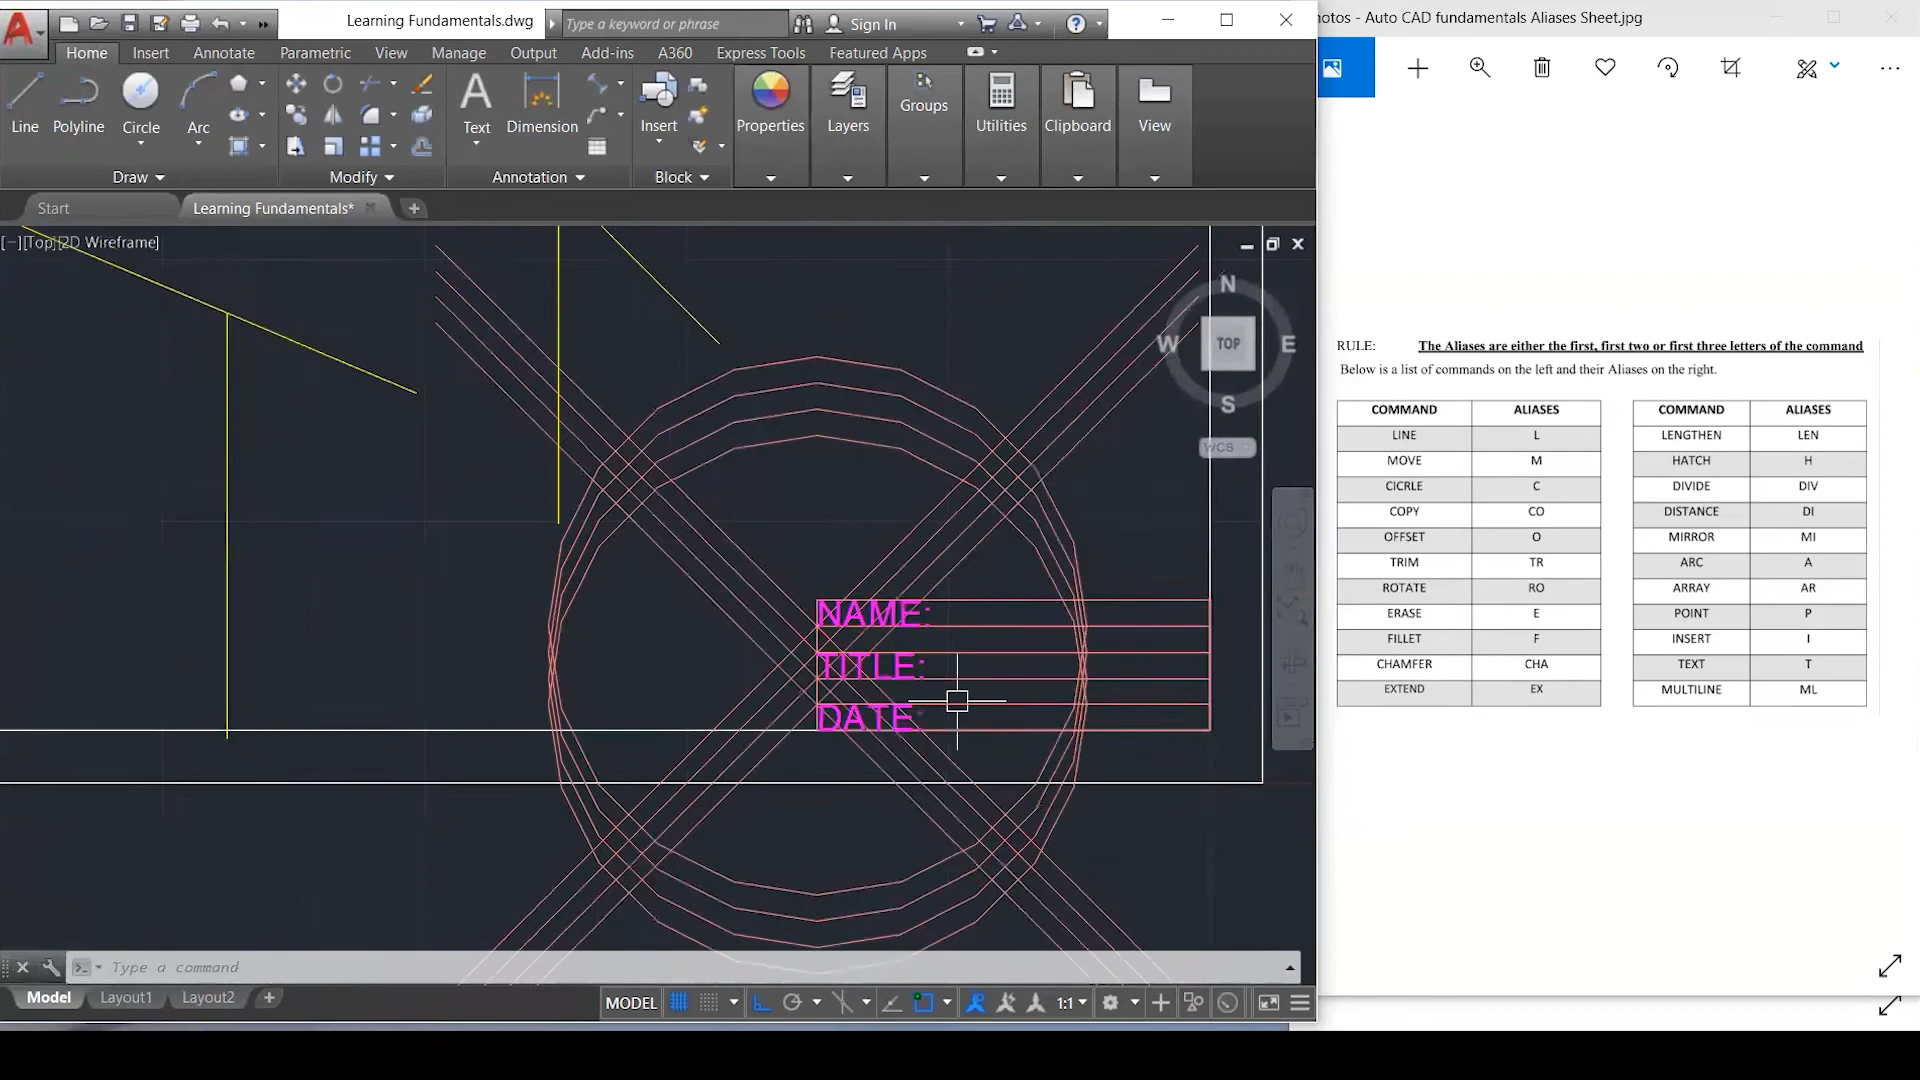 Learning Fundamentals.dwg
Type a keyword or phrase
Sign In
Home Insert Annotate Parametric View Manage Output Add-ins A360 Express Tools Featured Apps
Line Polyline Circle Arc
Text Dimension
Insert
Properties Layers Groups Utilities Clipboard View
Draw Modify Annotation Block
Start Learning Fundamentals*
[−][Top][2D Wireframe]
N
W TOP E
S
WCS
NAME:
TITLE:
DATE:
Type a command
Model Layout1 Layout2
MODEL 1:1
hotos - Auto CAD fundamentals Aliases Sheet.jpg
RULE: The Aliases are either the first, first two or first three letters of the command
Below is a list of commands on the left and their Aliases on the right.
COMMAND ALIASES
LINE L
MOVE M
CICRLE C
COPY CO
OFFSET O
TRIM TR
ROTATE RO
ERASE E
FILLET F
CHAMFER CHA
EXTEND EX
COMMAND ALIASES
LENGTHEN LEN
HATCH H
DIVIDE DIV
DISTANCE DI
MIRROR MI
ARC A
ARRAY AR
POINT P
INSERT I
TEXT T
MULTILINE ML